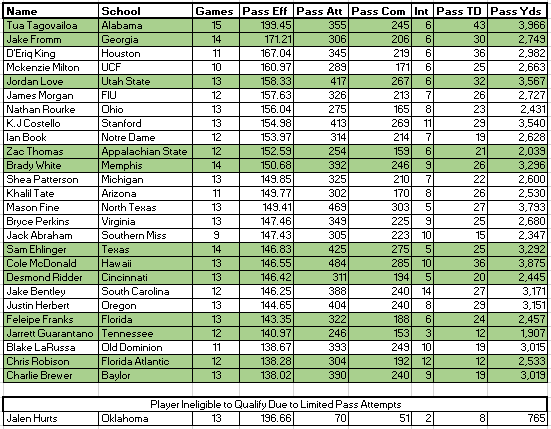 Name School Games Pass Eff Pass Att Pass Com Int Pass TD Pass Yds
Tua Tagovailoa Alabama 15 199.45 355 245 6 43 3,966
Jake Fromm Georgia 14 171.21 306 206 6 30 2,749
D'Eriq King Houston 11 167.04 345 219 6 36 2,982
Mckenzie Milton UCF 10 160.97 289 171 6 25 2,663
Jordan Love Utah State 13 158.33 417 267 6 32 3,567
James Morgan FIU 12 157.63 326 213 7 26 2,727
Nathan Rourke Ohio 13 156.04 275 165 8 23 2,431
K.J Costello Stanford 13 154.98 413 269 11 29 3,540
Ian Book Notre Dame 12 153.97 314 214 7 19 2,628
Zac Thomas Appalachian State 12 152.59 254 159 6 21 2,039
Brady White Memphis 14 150.68 392 246 9 26 3,296
Shea Patterson Michigan 13 149.85 325 210 7 22 2,600
Khalil Tate Arizona 11 149.77 302 170 8 26 2,530
Mason Fine North Texas 13 149.41 469 303 5 27 3,793
Bryce Perkins Virginia 13 147.46 349 225 9 25 2,680
Jack Abraham Southern Miss 9 147.43 305 223 10 15 2,347
Sam Ehlinger Texas 14 146.83 425 275 5 25 3,292
Cole McDonald Hawaii 13 146.55 484 285 10 36 3,875
Desmond Ridder Cincinnati 13 146.42 311 194 5 20 2,445
Jake Bentley South Carolina 12 146.25 388 240 14 27 3,171
Justin Herbert Oregon 13 144.65 404 240 8 29 3,151
Feleipe Franks Florida 13 143.35 322 188 6 24 2,457
Jarrett Guarantano Tennessee 12 140.97 246 153 3 12 1,907
Blake LaRussa Old Dominion 11 138.67 393 249 10 19 3,015
Chris Robison Florida Atlantic 12 138.28 304 192 12 12 2,533
Charlie Brewer Baylor 13 138.02 390 240 9 19 3,019
Player Ineligible to Qualify Due to Limited Pass Attempts
Jalen Hurts Oklahoma 13 196.66 70 51 2 8 765